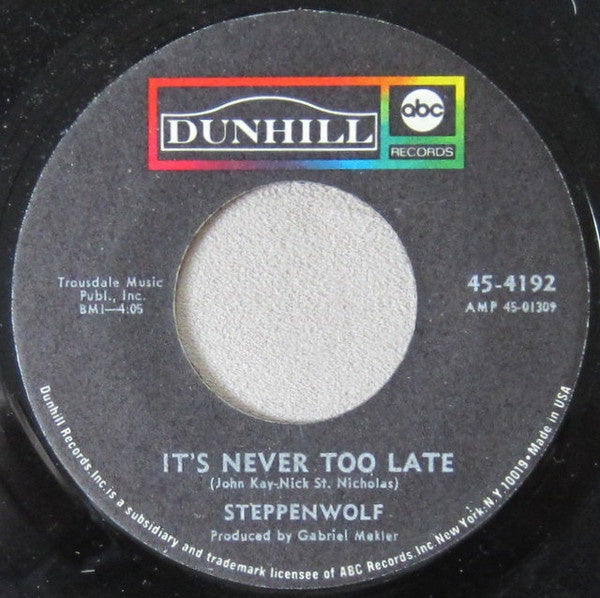 DUNHILL
abc
RECORDS
Trousdale Music
Publ., Inc.
BMI—4:05
45-4192
AMP 45-01309
IT'S NEVER TOO LATE
(John Kay-Nick St. Nicholas)
STEPPENWOLF
Produced by Gabriel Mekler
Dunhill Records, Inc. is a subsidiary and trademark licensee of ABC Records, Inc. New York, N.Y. 10019 • Made in USA